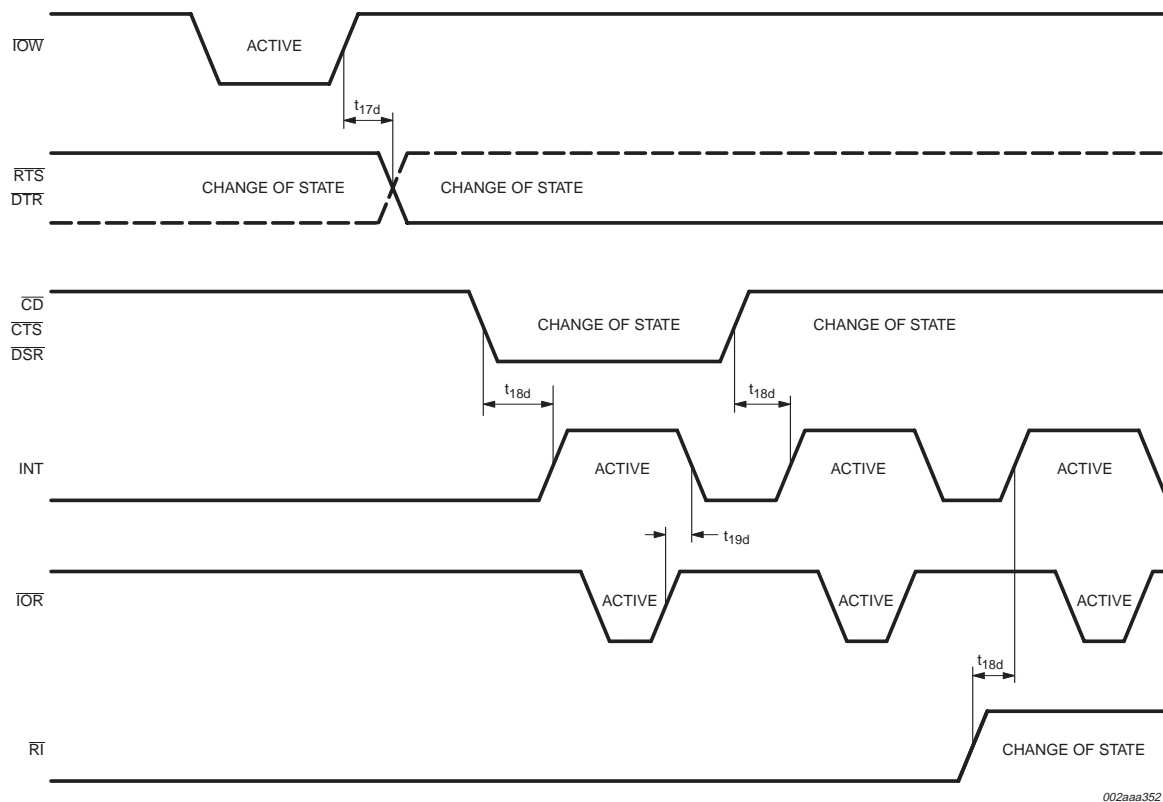 IOW
ACTIVE
t17d
RTS
DTR
CHANGE OF STATE CHANGE OF STATE
CD
CTS
DSR
CHANGE OF STATE CHANGE OF STATE
t18d t18d
INT
ACTIVE ACTIVE ACTIVE
t19d
IOR
ACTIVE ACTIVE ACTIVE
t18d
RI
CHANGE OF STATE
002aaa352